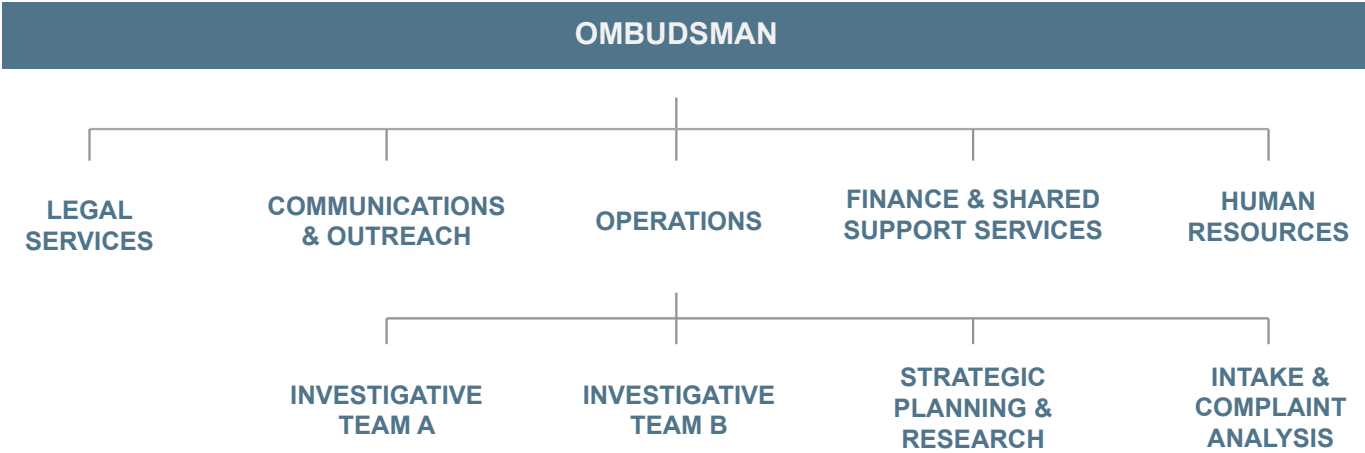 OMBUDSMAN
LEGAL
SERVICES
COMMUNICATIONS
& OUTREACH
OPERATIONS
FINANCE & SHARED
SUPPORT SERVICES
HUMAN
RESOURCES
INVESTIGATIVE
TEAM A
INVESTIGATIVE
TEAM B
STRATEGIC
PLANNING &
RESEARCH
INTAKE &
COMPLAINT
ANALYSIS